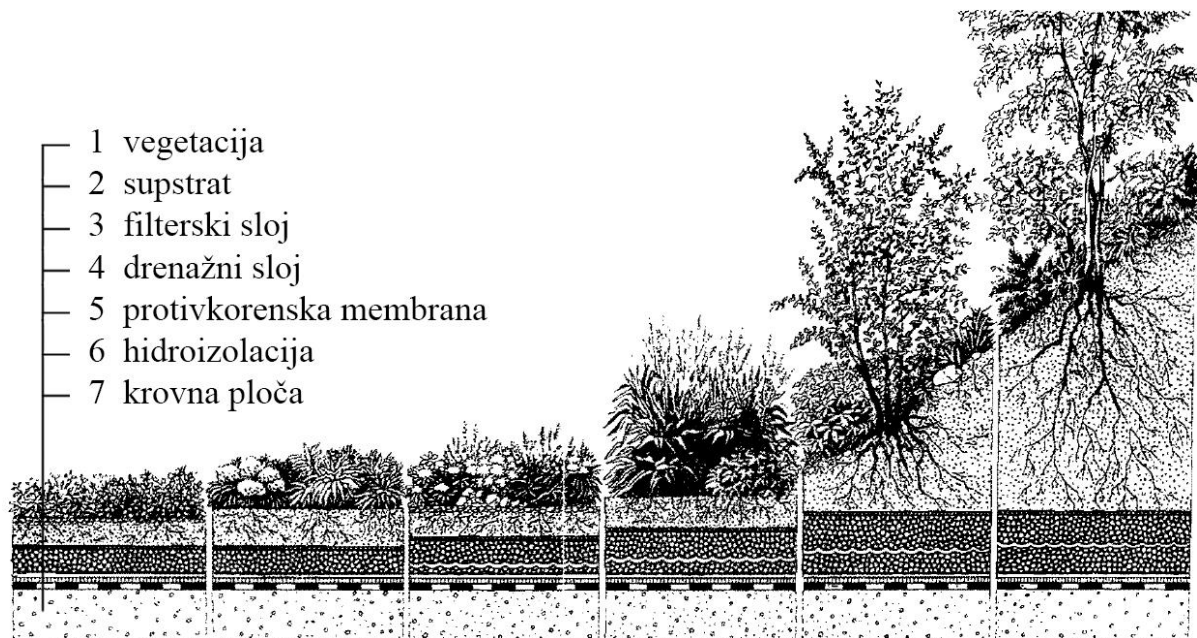 1 vegetacija
2 supstrat
3 filterski sloj
4 drenažni sloj
5 protivkorenska membrana
6 hidroizolacija
7 krovna ploča